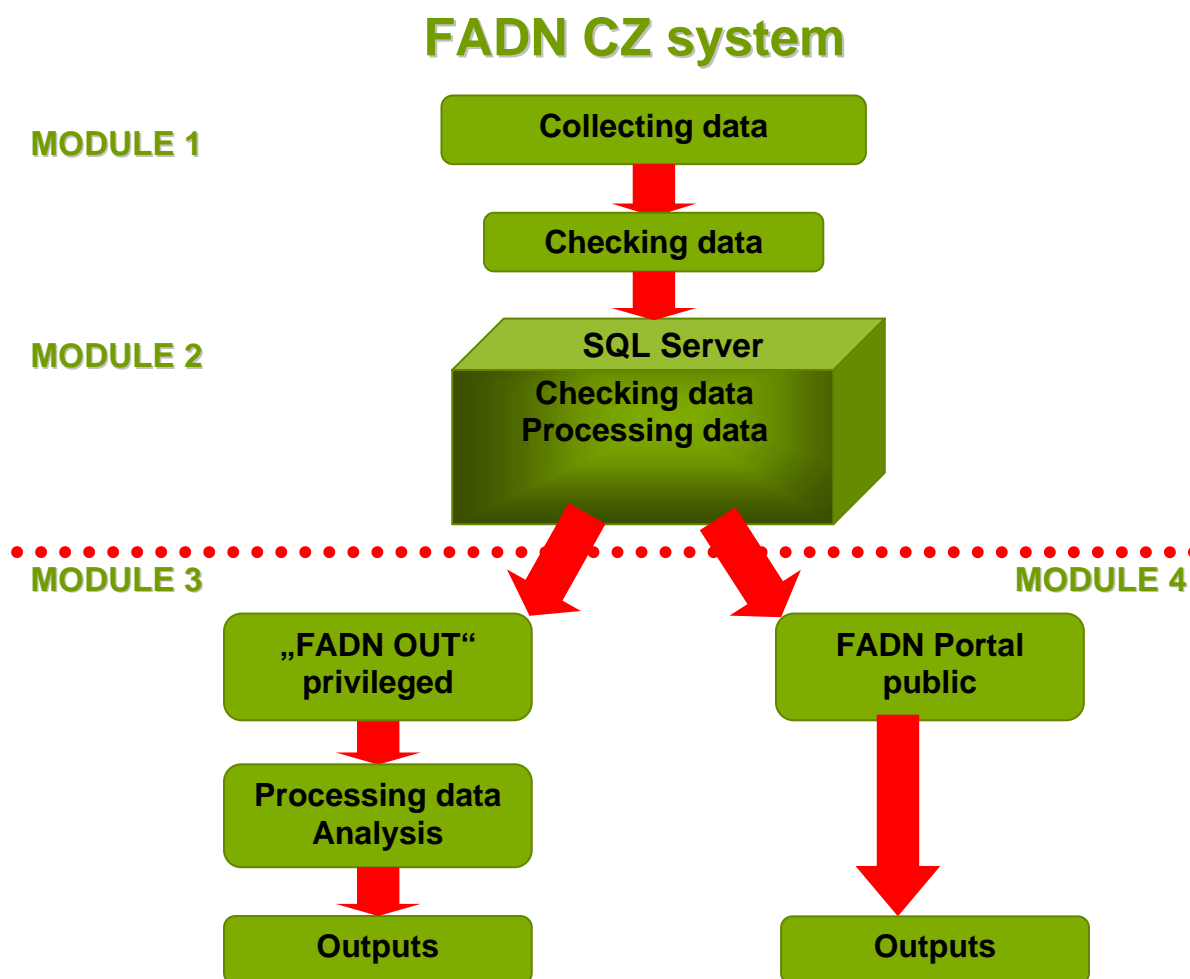 FADN CZ system
MODULE 1
Collecting data
Checking data
MODULE 2
SQL Server
Checking data
Processing data
MODULE 3
MODULE 4
„FADN OUT“
privileged
FADN Portal
public
Processing data
Analysis
Outputs
Outputs